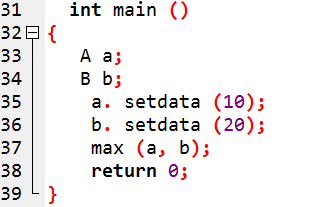 31 int main ()
32 {
33 A a;
34 B b;
35 a. setdata (10);
36 b. setdata (20);
37 max (a, b);
38 return 0;
39 }